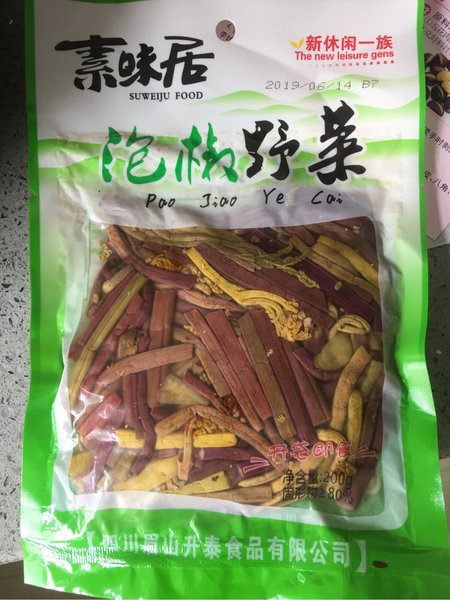 素味居
SUWEIJU FOOD
新休闲一族
The new leisure gens
2019/06/14 B7
泡椒野菜
Pao Jiao Ye Cai
开芒即享
净含量:200g
固形物≥80%
【四川眉山升泰食品有限公司】